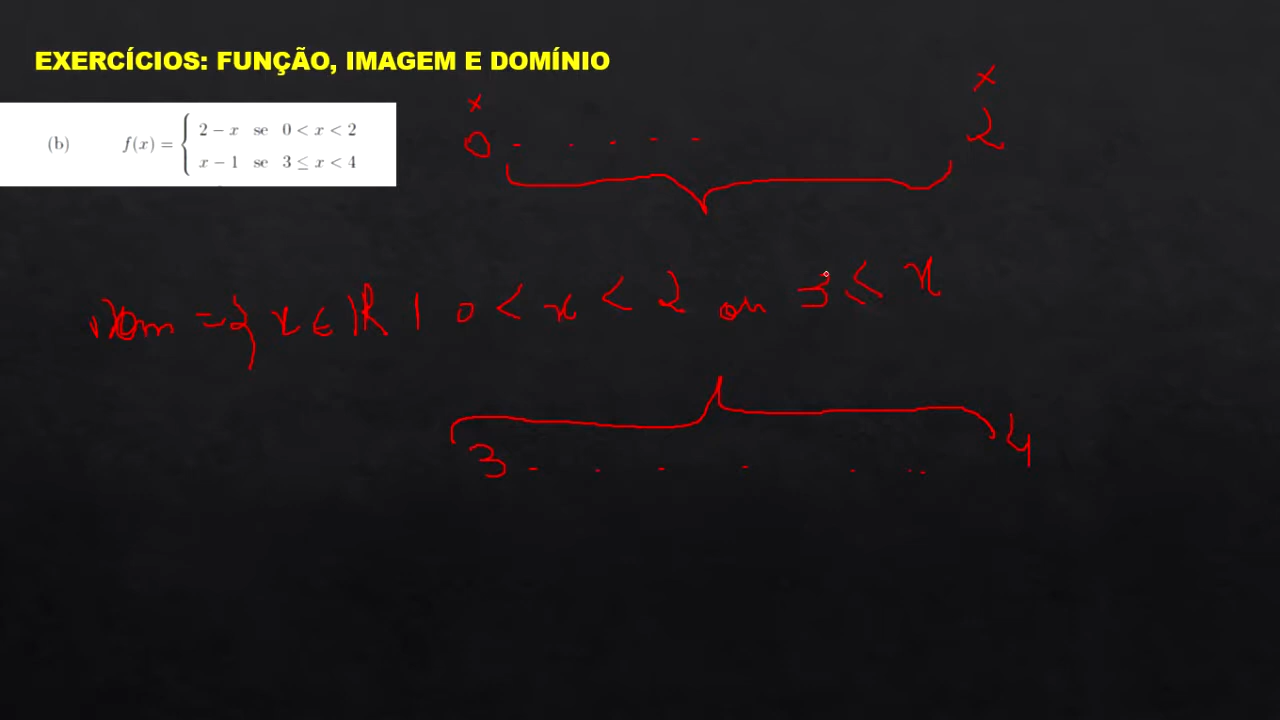 EXERCÍCIOS: FUNÇÃO, IMAGEM E DOMÍNIO
(b) f(x) = { 2 − x se 0 < x < 2
x − 1 se 3 ≤ x < 4
x x
0 . . . . . 2
Dom = { x ∈ ℝ | 0 < x < 2 ou 3 ≤ x
3 . . . . . . . 4